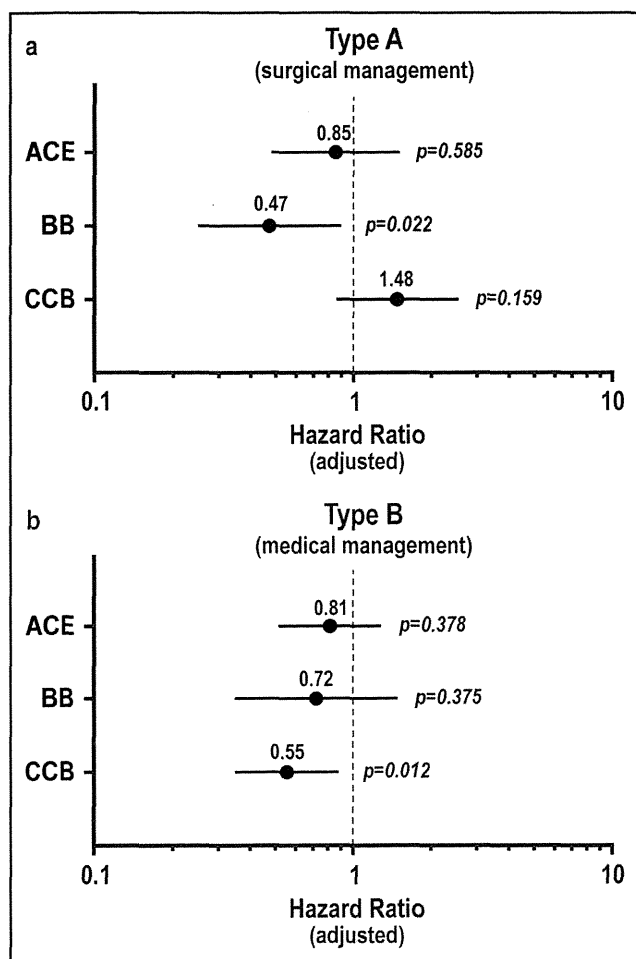 a
Type A
(surgical management)
ACE
0.85
p=0.585
BB
0.47
p=0.022
CCB
1.48
p=0.159
0.1
1
10
Hazard Ratio
(adjusted)
b
Type B
(medical management)
ACE
0.81
p=0.378
BB
0.72
p=0.375
CCB
0.55
p=0.012
0.1
1
10
Hazard Ratio
(adjusted)